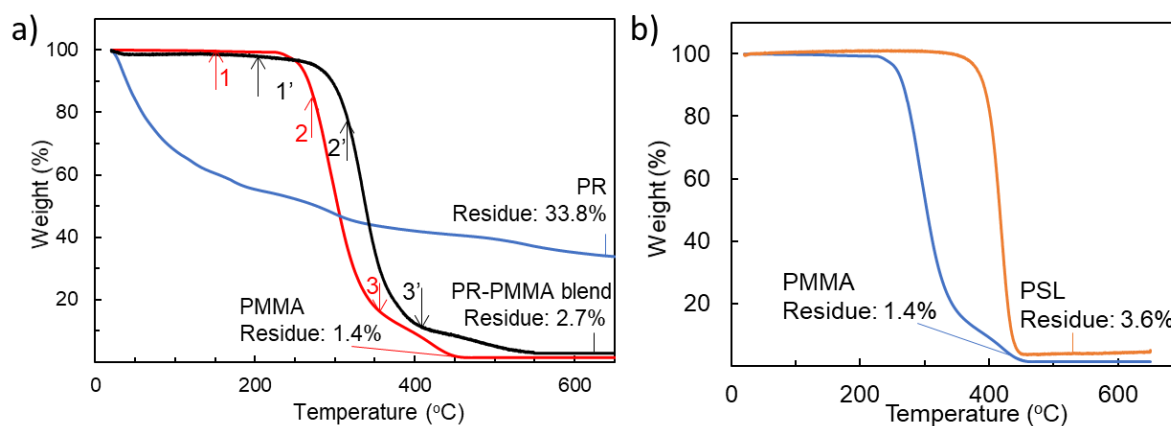 a)
Weight (%)
100
80
60
40
20
0
200
400
600
Temperature (°C)
1
1'
2
2'
3
3'
PR
Residue: 33.8%
PMMA
Residue: 1.4%
PR-PMMA blend
Residue: 2.7%
b)
Weight (%)
100
80
60
40
20
0
200
400
600
Temperature (°C)
PMMA
Residue: 1.4%
PSL
Residue: 3.6%